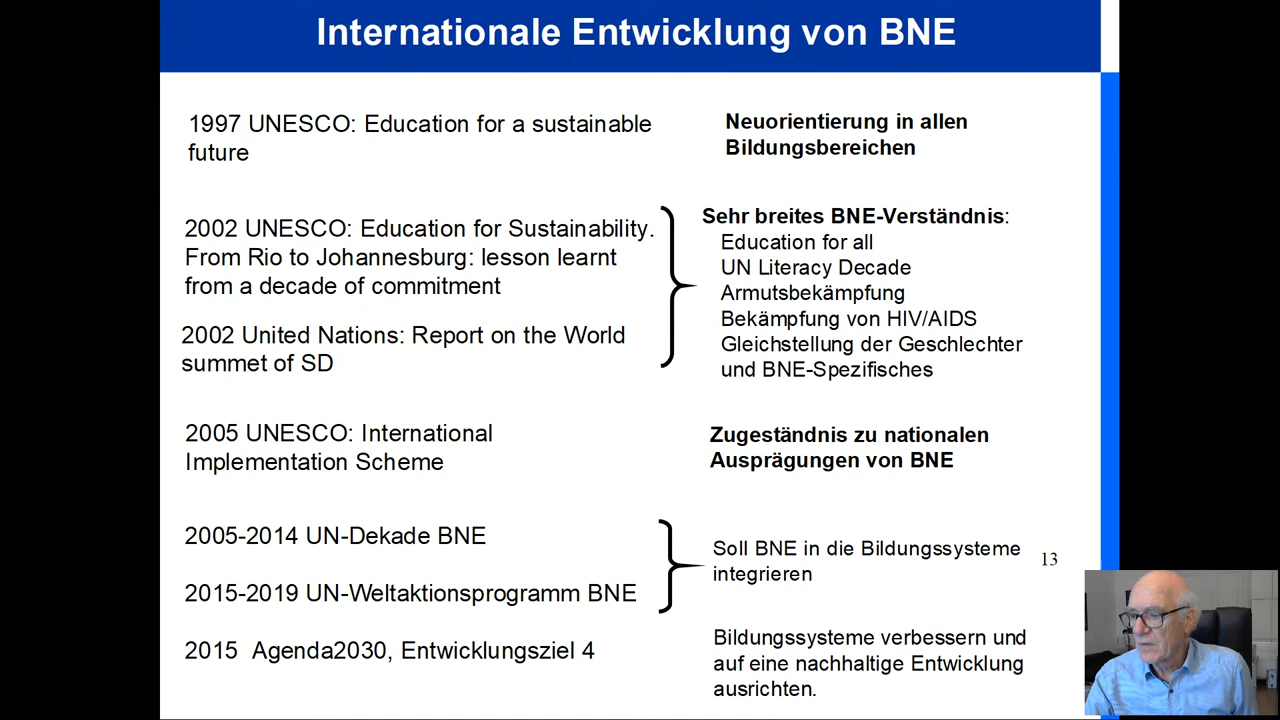 Internationale Entwicklung von BNE
1997 UNESCO: Education for a sustainable
future
Neuorientierung in allen
Bildungsbereichen
2002 UNESCO: Education for Sustainability.
From Rio to Johannesburg: lesson learnt
from a decade of commitment
2002 United Nations: Report on the World
summet of SD
Sehr breites BNE-Verständnis:
Education for all
UN Literacy Decade
Armutsbekämpfung
Bekämpfung von HIV/AIDS
Gleichstellung der Geschlechter
und BNE-Spezifisches
2005 UNESCO: International
Implementation Scheme
Zugeständnis zu nationalen
Ausprägungen von BNE
2005-2014 UN-Dekade BNE
2015-2019 UN-Weltaktionsprogramm BNE
Soll BNE in die Bildungssysteme
integrieren
13
2015 Agenda2030, Entwicklungsziel 4
Bildungssysteme verbessern und
auf eine nachhaltige Entwicklung
ausrichten.